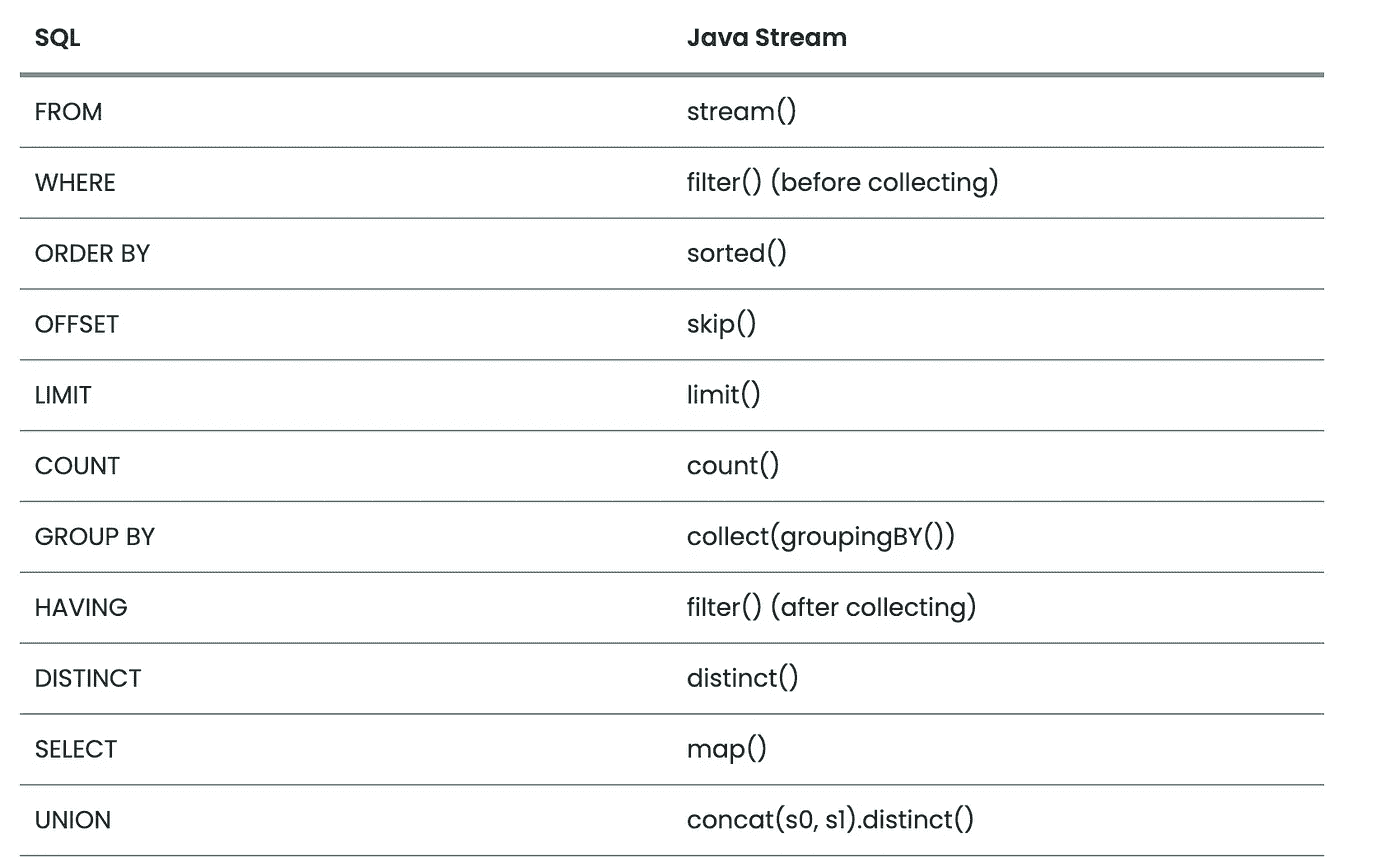 SQL Java Stream
FROM stream()
WHERE filter() (before collecting)
ORDER BY sorted()
OFFSET skip()
LIMIT limit()
COUNT count()
GROUP BY collect(groupingBY())
HAVING filter() (after collecting)
DISTINCT distinct()
SELECT map()
UNION concat(s0, s1).distinct()